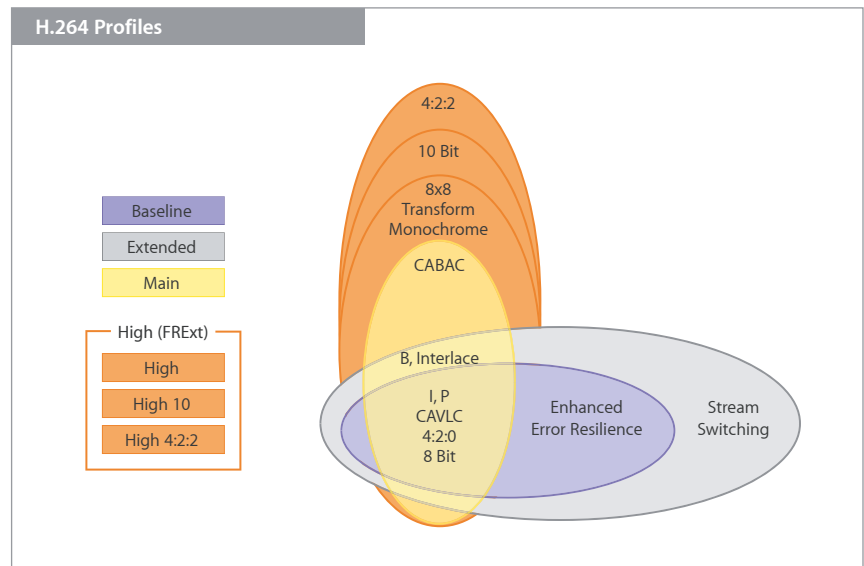 H.264 Profiles
Baseline
Extended
Main
High (FRExt)
High
High 10
High 4:2:2
4:2:2
10 Bit
8x8
Transform
Monochrome
CABAC
B, Interlace
I, P
CAVLC
4:2:0
8 Bit
Enhanced
Error Resilience
Stream
Switching